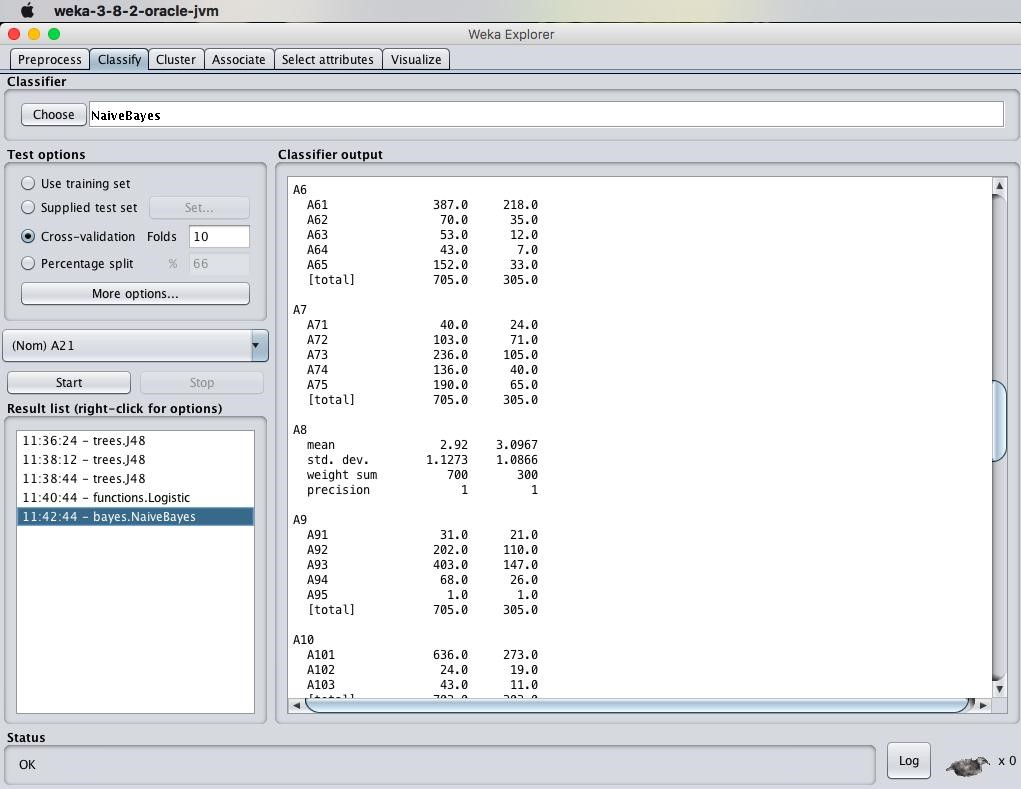 weka-3-8-2-oracle-jvm
Weka Explorer
Preprocess Classify Cluster Associate Select attributes Visualize
Classifier
Choose NaiveBayes
Test options
Use training set
Supplied test set Set...
Cross-validation Folds 10
Percentage split % 66
More options...
(Nom) A21
Start Stop
Result list (right-click for options)
11:36:24 - trees.J48
11:38:12 - trees.J48
11:38:44 - trees.J48
11:40:44 - functions.Logistic
11:42:44 - bayes.NaiveBayes
Classifier output
A6
A61 387.0 218.0
A62 70.0 35.0
A63 53.0 12.0
A64 43.0 7.0
A65 152.0 33.0
[total] 705.0 305.0
A7
A71 40.0 24.0
A72 103.0 71.0
A73 236.0 105.0
A74 136.0 40.0
A75 190.0 65.0
[total] 705.0 305.0
A8
mean 2.92 3.0967
std. dev. 1.1273 1.0866
weight sum 700 300
precision 1 1
A9
A91 31.0 21.0
A92 202.0 110.0
A93 403.0 147.0
A94 68.0 26.0
A95 1.0 1.0
[total] 705.0 305.0
A10
A101 636.0 273.0
A102 24.0 19.0
A103 43.0 11.0
[total] 703.0 303.0
Status
OK
Log
x 0